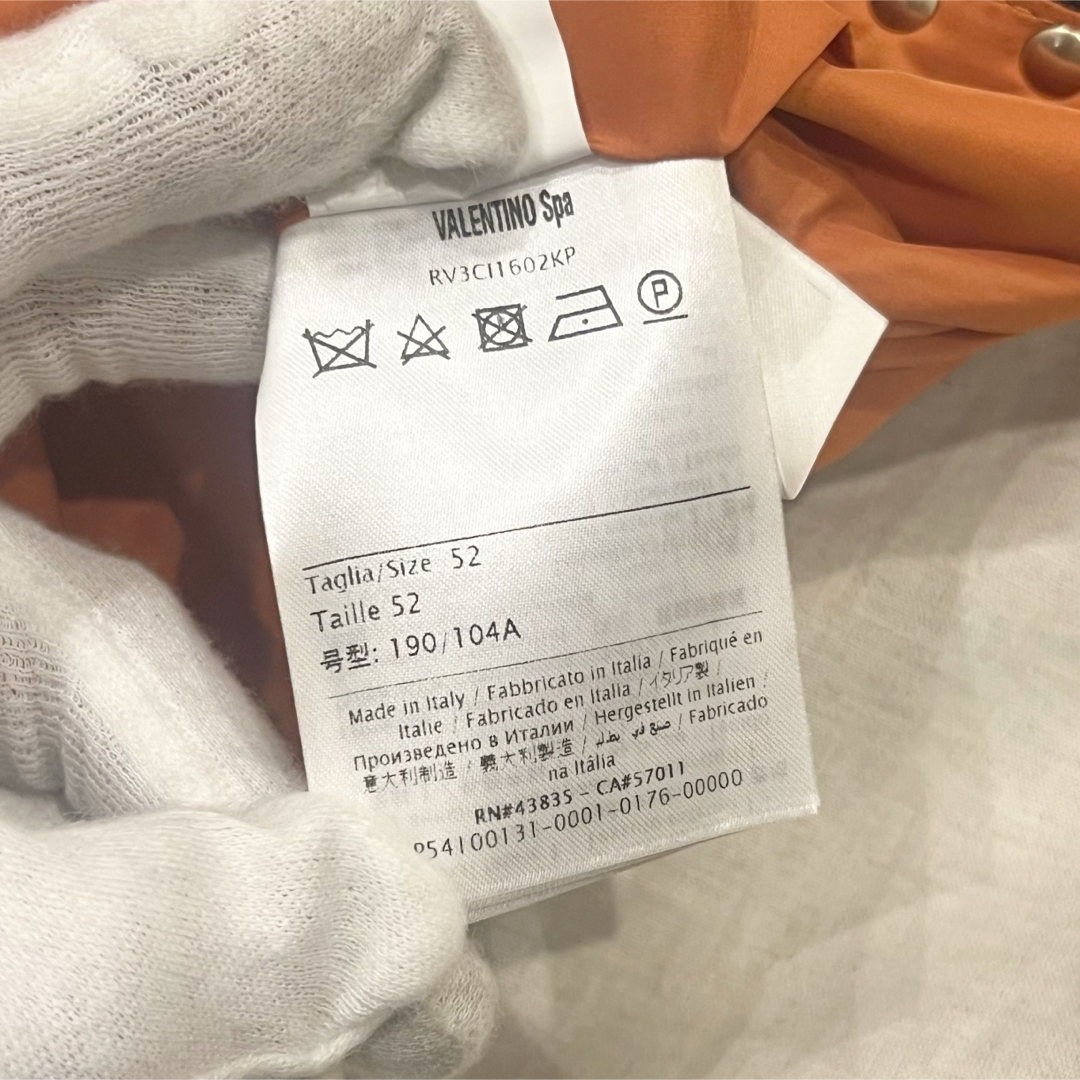 VALENTINO Spa
RV3CI1602KP
P
Taglia/Size 52
Taille 52
号型: 190/104A
Made in Italy / Fabbricato in Italia / Fabriqué en
Italie / Fabricado en Italia / イタリア製 /
Произведено в Италии / Hergestellt in Italien /
意大利制造 / 義大利製造 / صنع في / Fabricado
na Itália
RN#43835 - CA#57011
P54100131-0001-0176-00000